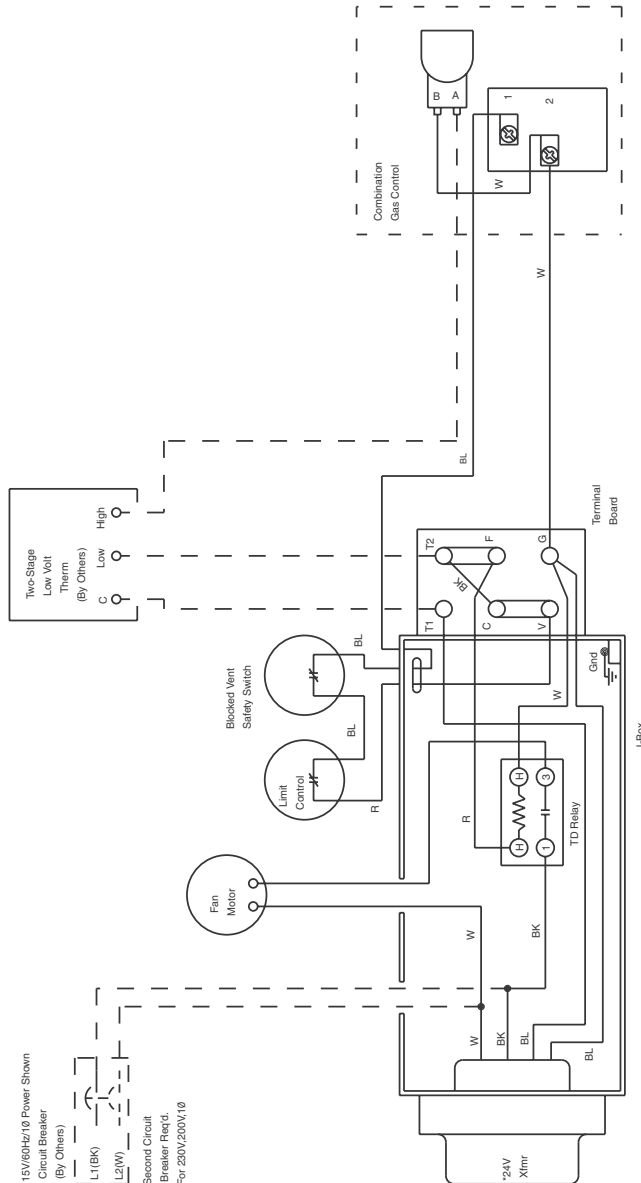 Combination
Gas Control
B
A
1
2
W
W
BL
Two-Stage
Low Volt
Therm
(By Others)
C
Low
High
Terminal
Board
T1
T2
F
C
V
G
BK
Blocked Vent
Safety Switch
BL
BL
Limit
Control
R
Gnd
J-Box
W
R
H
H
1
3
TD Relay
Fan
Motor
W
BK
W
BK
BL
BL
*24V
Xfmr
15V/60Hz/1Ø Power Shown
Circuit Breaker
(By Others)
L1(BK)
L2(W)
Second Circuit
Breaker Req'd.
For 230V,200V,1Ø